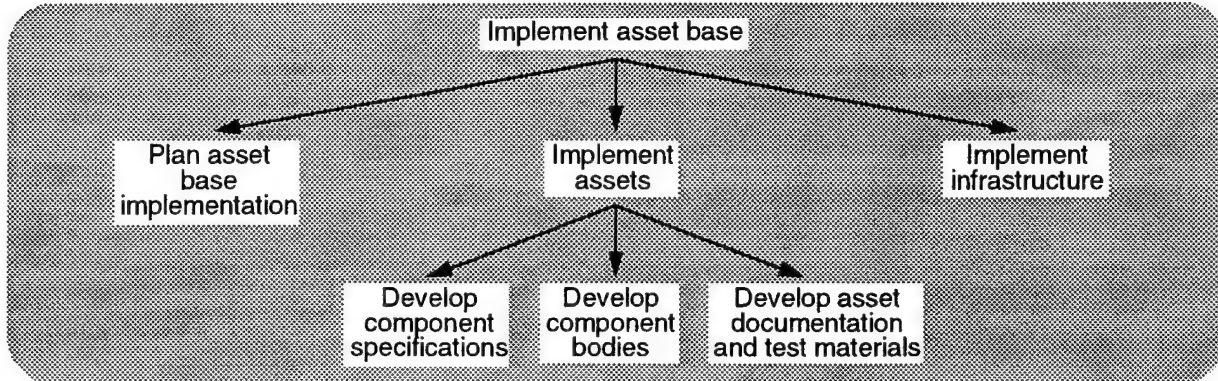 Implement asset base
Plan asset
base
implementation
Implement
assets
Implement
infrastructure
Develop
component
specifications
Develop
component
bodies
Develop asset
documentation
and test materials